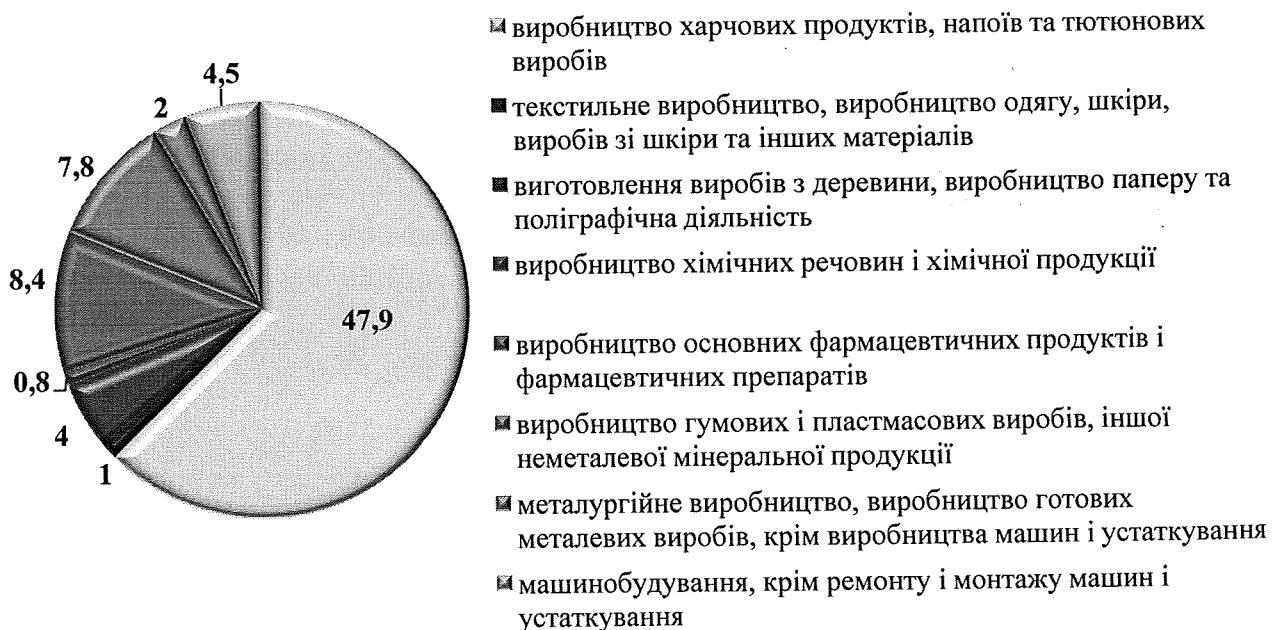 виробництво харчових продуктів, напоїв та тютюнових
виробів
текстильне виробництво, виробництво одягу, шкіри,
виробів зі шкіри та інших матеріалів
виготовлення виробів з деревини, виробництво паперу та
поліграфічна діяльність
виробництво хімічних речовин і хімічної продукції
виробництво основних фармацевтичних продуктів і
фармацевтичних препаратів
виробництво гумових і пластмасових виробів, іншої
неметалевої мінеральної продукції
металургійне виробництво, виробництво готових
металевих виробів, крім виробництва машин і устаткування
машинобудування, крім ремонту і монтажу машин і
устаткування
4,5
2
7,8
8,4
47,9
0,8
4
1